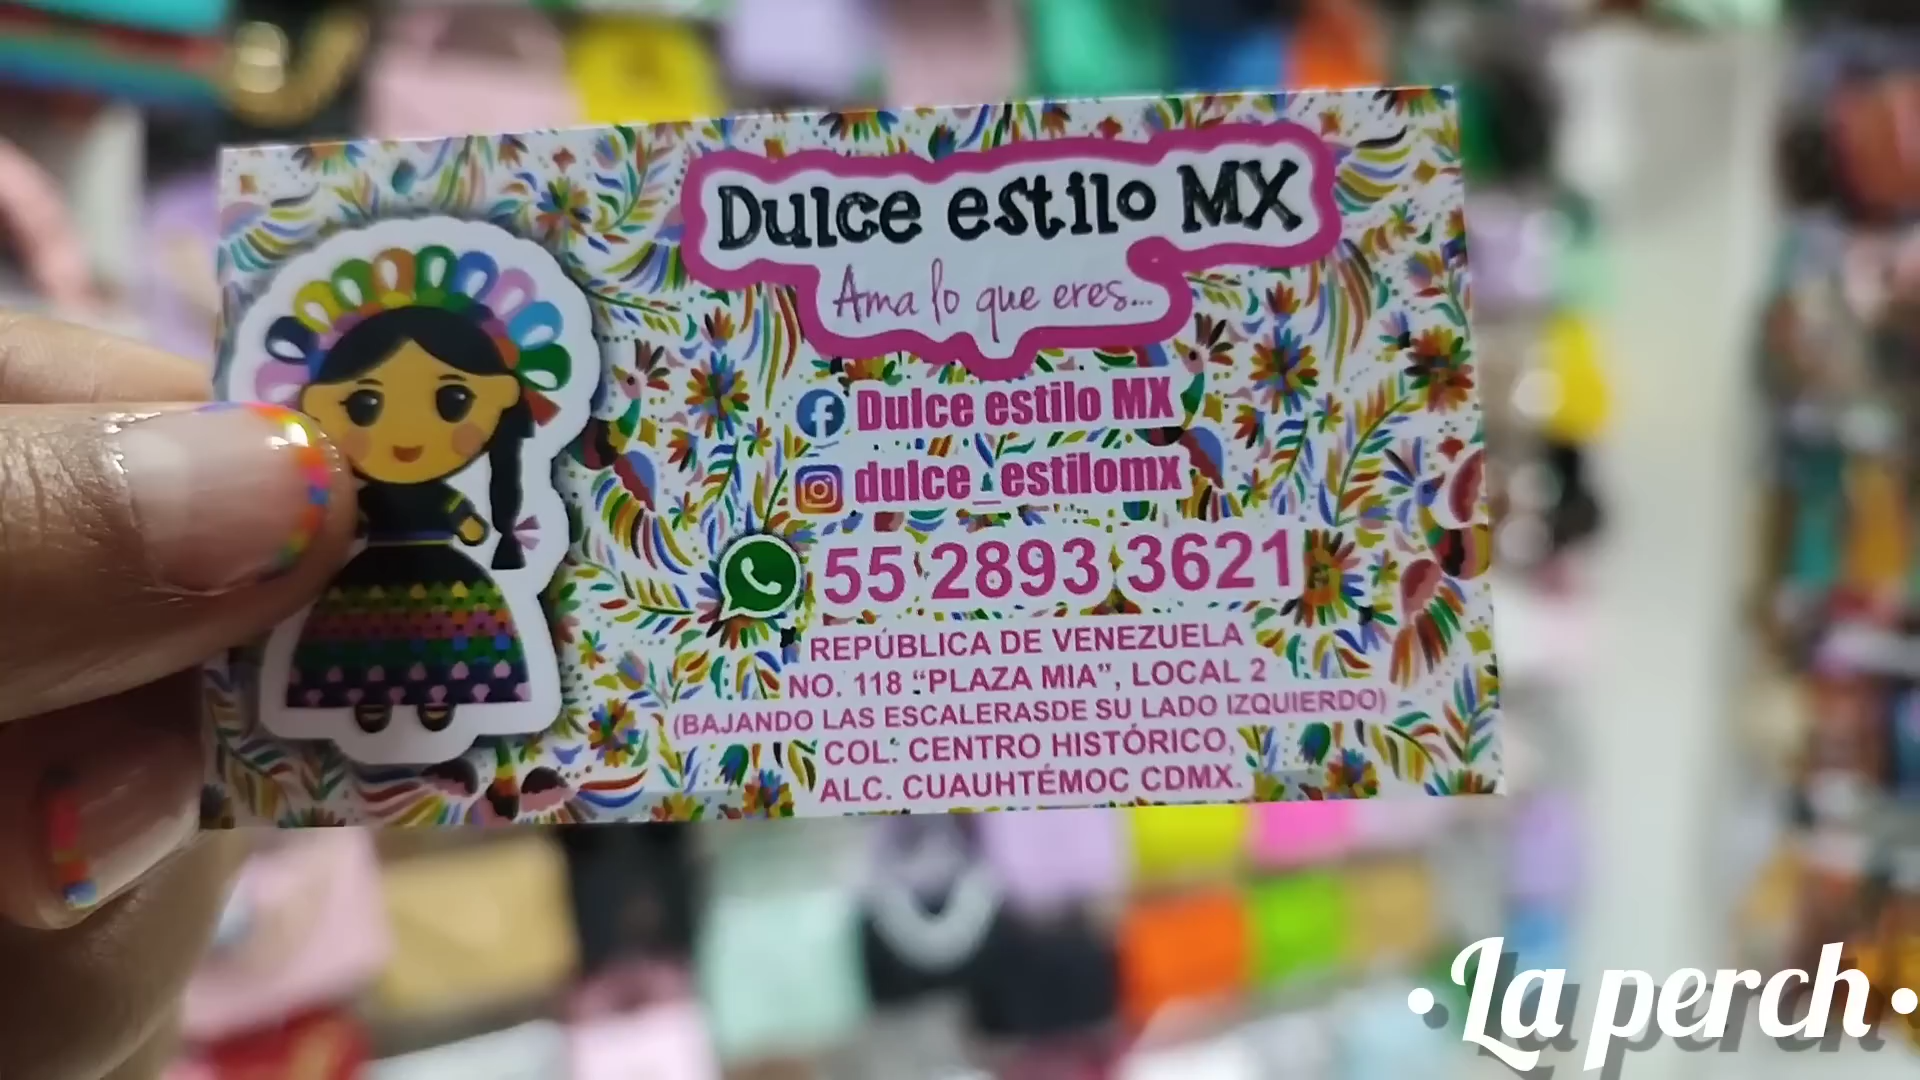 Dulce estilo MX
Ama lo que eres...
Dulce estilo MX
dulce_estilomx
55 2893 3621
REPÚBLICA DE VENEZUELA
NO. 118 “PLAZA MIA”, LOCAL 2
(BAJANDO LAS ESCALERASDE SU LADO IZQUIERDO)
COL. CENTRO HISTÓRICO,
ALC. CUAUHTÉMOC CDMX.
•La perch•